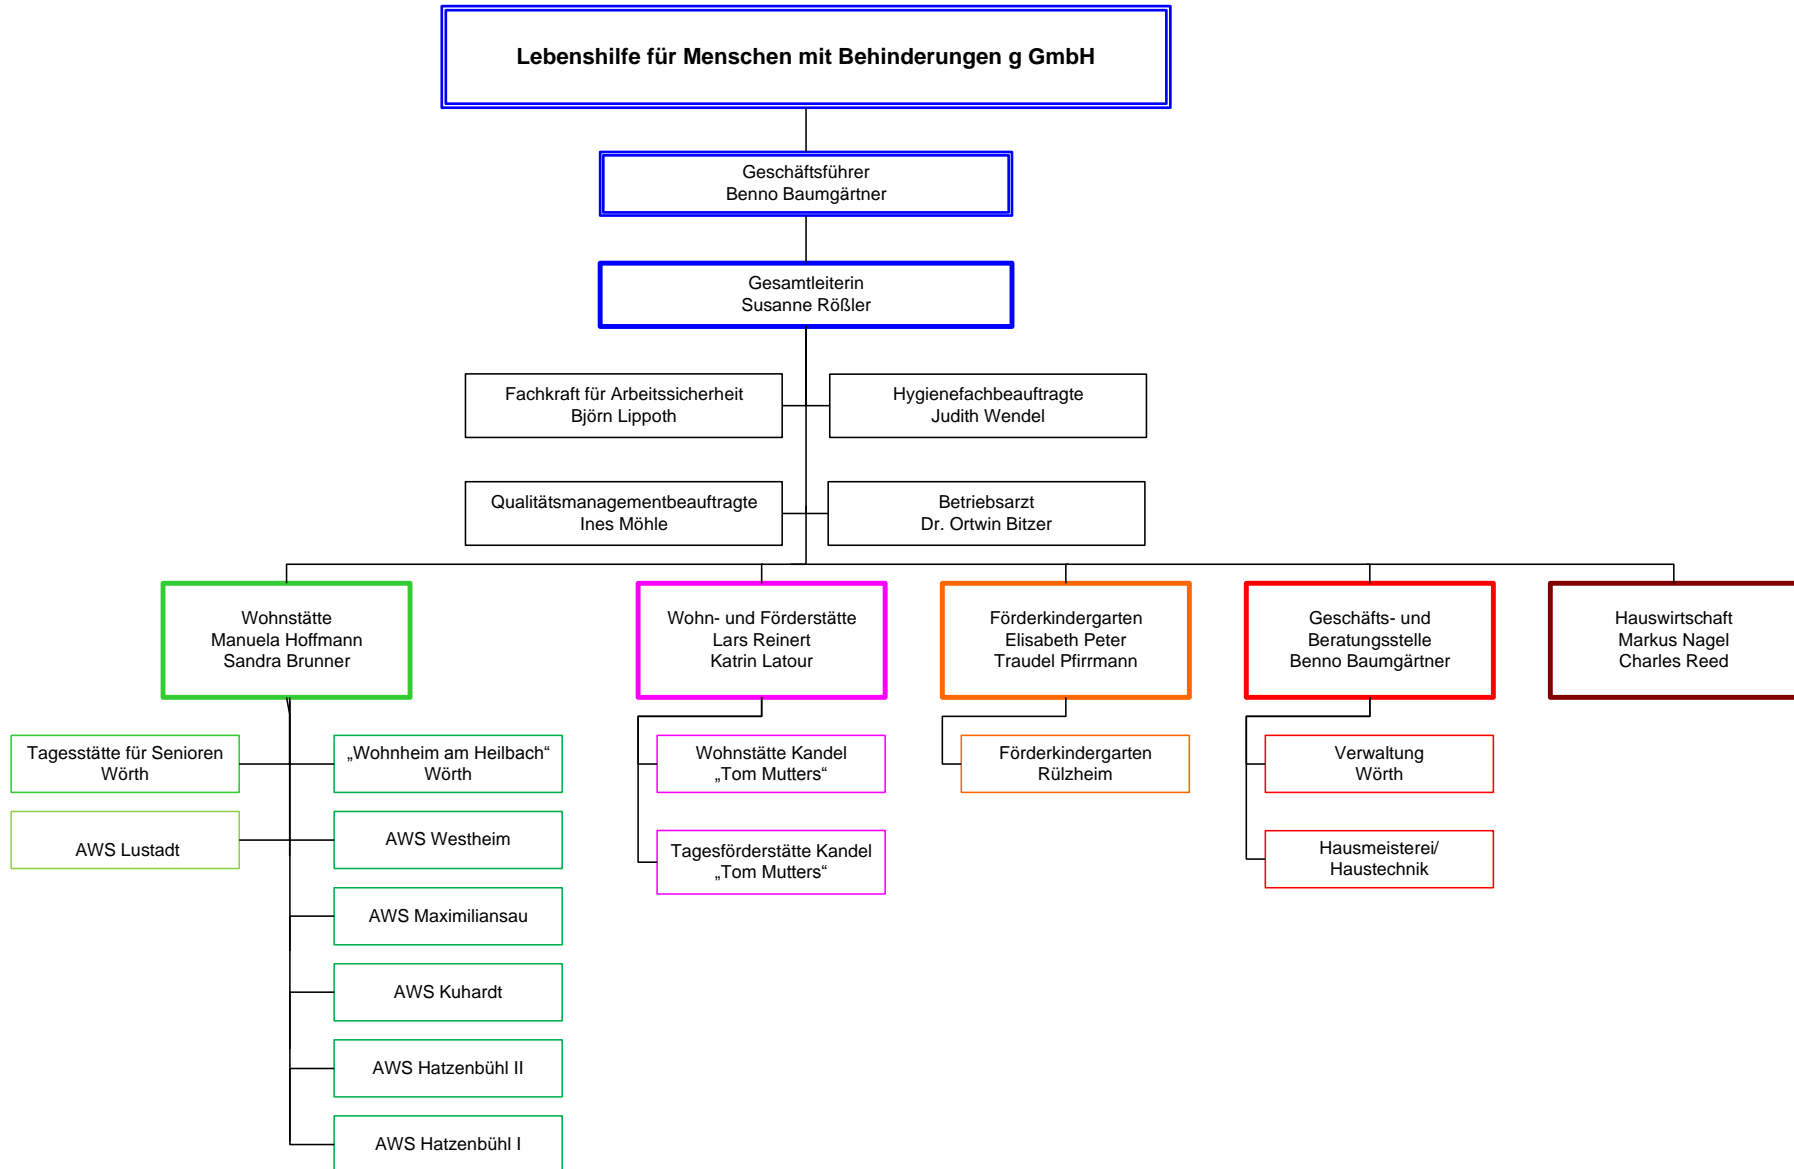 Lebenshilfe für Menschen mit Behinderungen g GmbH
Geschäftsführer
Benno Baumgärtner
Gesamtleiterin
Susanne Rößler
Fachkraft für Arbeitssicherheit
Björn Lippoth
Hygienefachbeauftragte
Judith Wendel
Qualitätsmanagementbeauftragte
Ines Möhle
Betriebsarzt
Dr. Ortwin Bitzer
Wohnstätte
Manuela Hoffmann
Sandra Brunner
Wohn- und Förderstätte
Lars Reinert
Katrin Latour
Förderkindergarten
Elisabeth Peter
Traudel Pfirrmann
Geschäfts- und
Beratungsstelle
Benno Baumgärtner
Hauswirtschaft
Markus Nagel
Charles Reed
Tagesstätte für Senioren
Wörth
„Wohnheim am Heilbach“
Wörth
Wohnstätte Kandel
„Tom Mutters“
Förderkindergarten
Rülzheim
Verwaltung
Wörth
AWS Lustadt
AWS Westheim
Tagesförderstätte Kandel
„Tom Mutters“
Hausmeisterei/
Haustechnik
AWS Maximiliansau
AWS Kuhardt
AWS Hatzenbühl II
AWS Hatzenbühl I